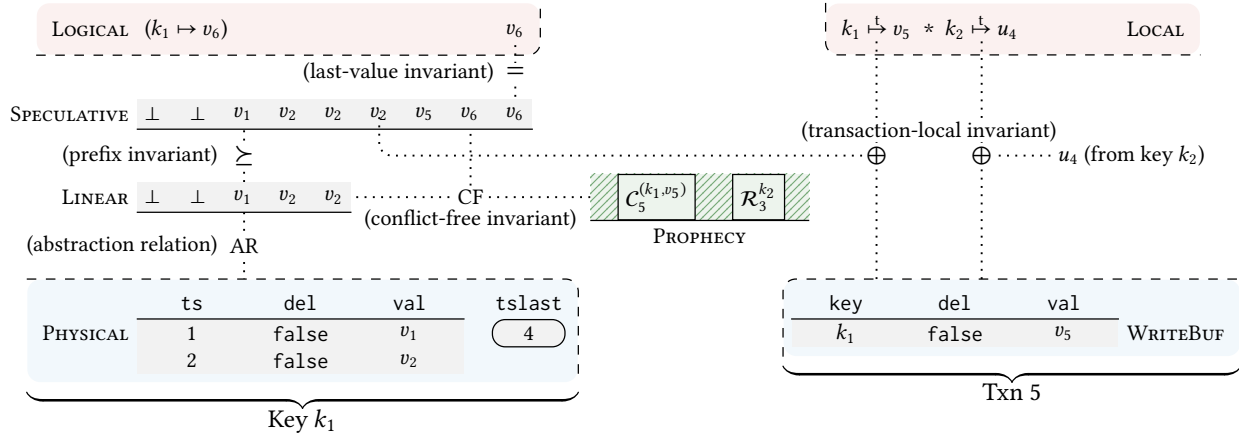 LOGICAL (k₁ ↦ v₆) v₆
k₁ ↦ᵗ v₅ * k₂ ↦ᵗ u₄ LOCAL
(last-value invariant) =
SPECULATIVE ⊥ ⊥ v₁ v₂ v₂ v₂ v₅ v₆ v₆
(transaction-local invariant)
(prefix invariant) ⪰
⊕ ⊕ u₄ (from key k₂)
LINEAR ⊥ ⊥ v₁ v₂ v₂
CF
(conflict-free invariant)
𝒞₅^(k₁,v₅) ℛ₃^k₂
PROPHECY
(abstraction relation) AR
ts del val tslast
PHYSICAL 1 false v₁ 4
2 false v₂
Key k₁
key del val
k₁ false v₅ WRITEBUF
Txn 5